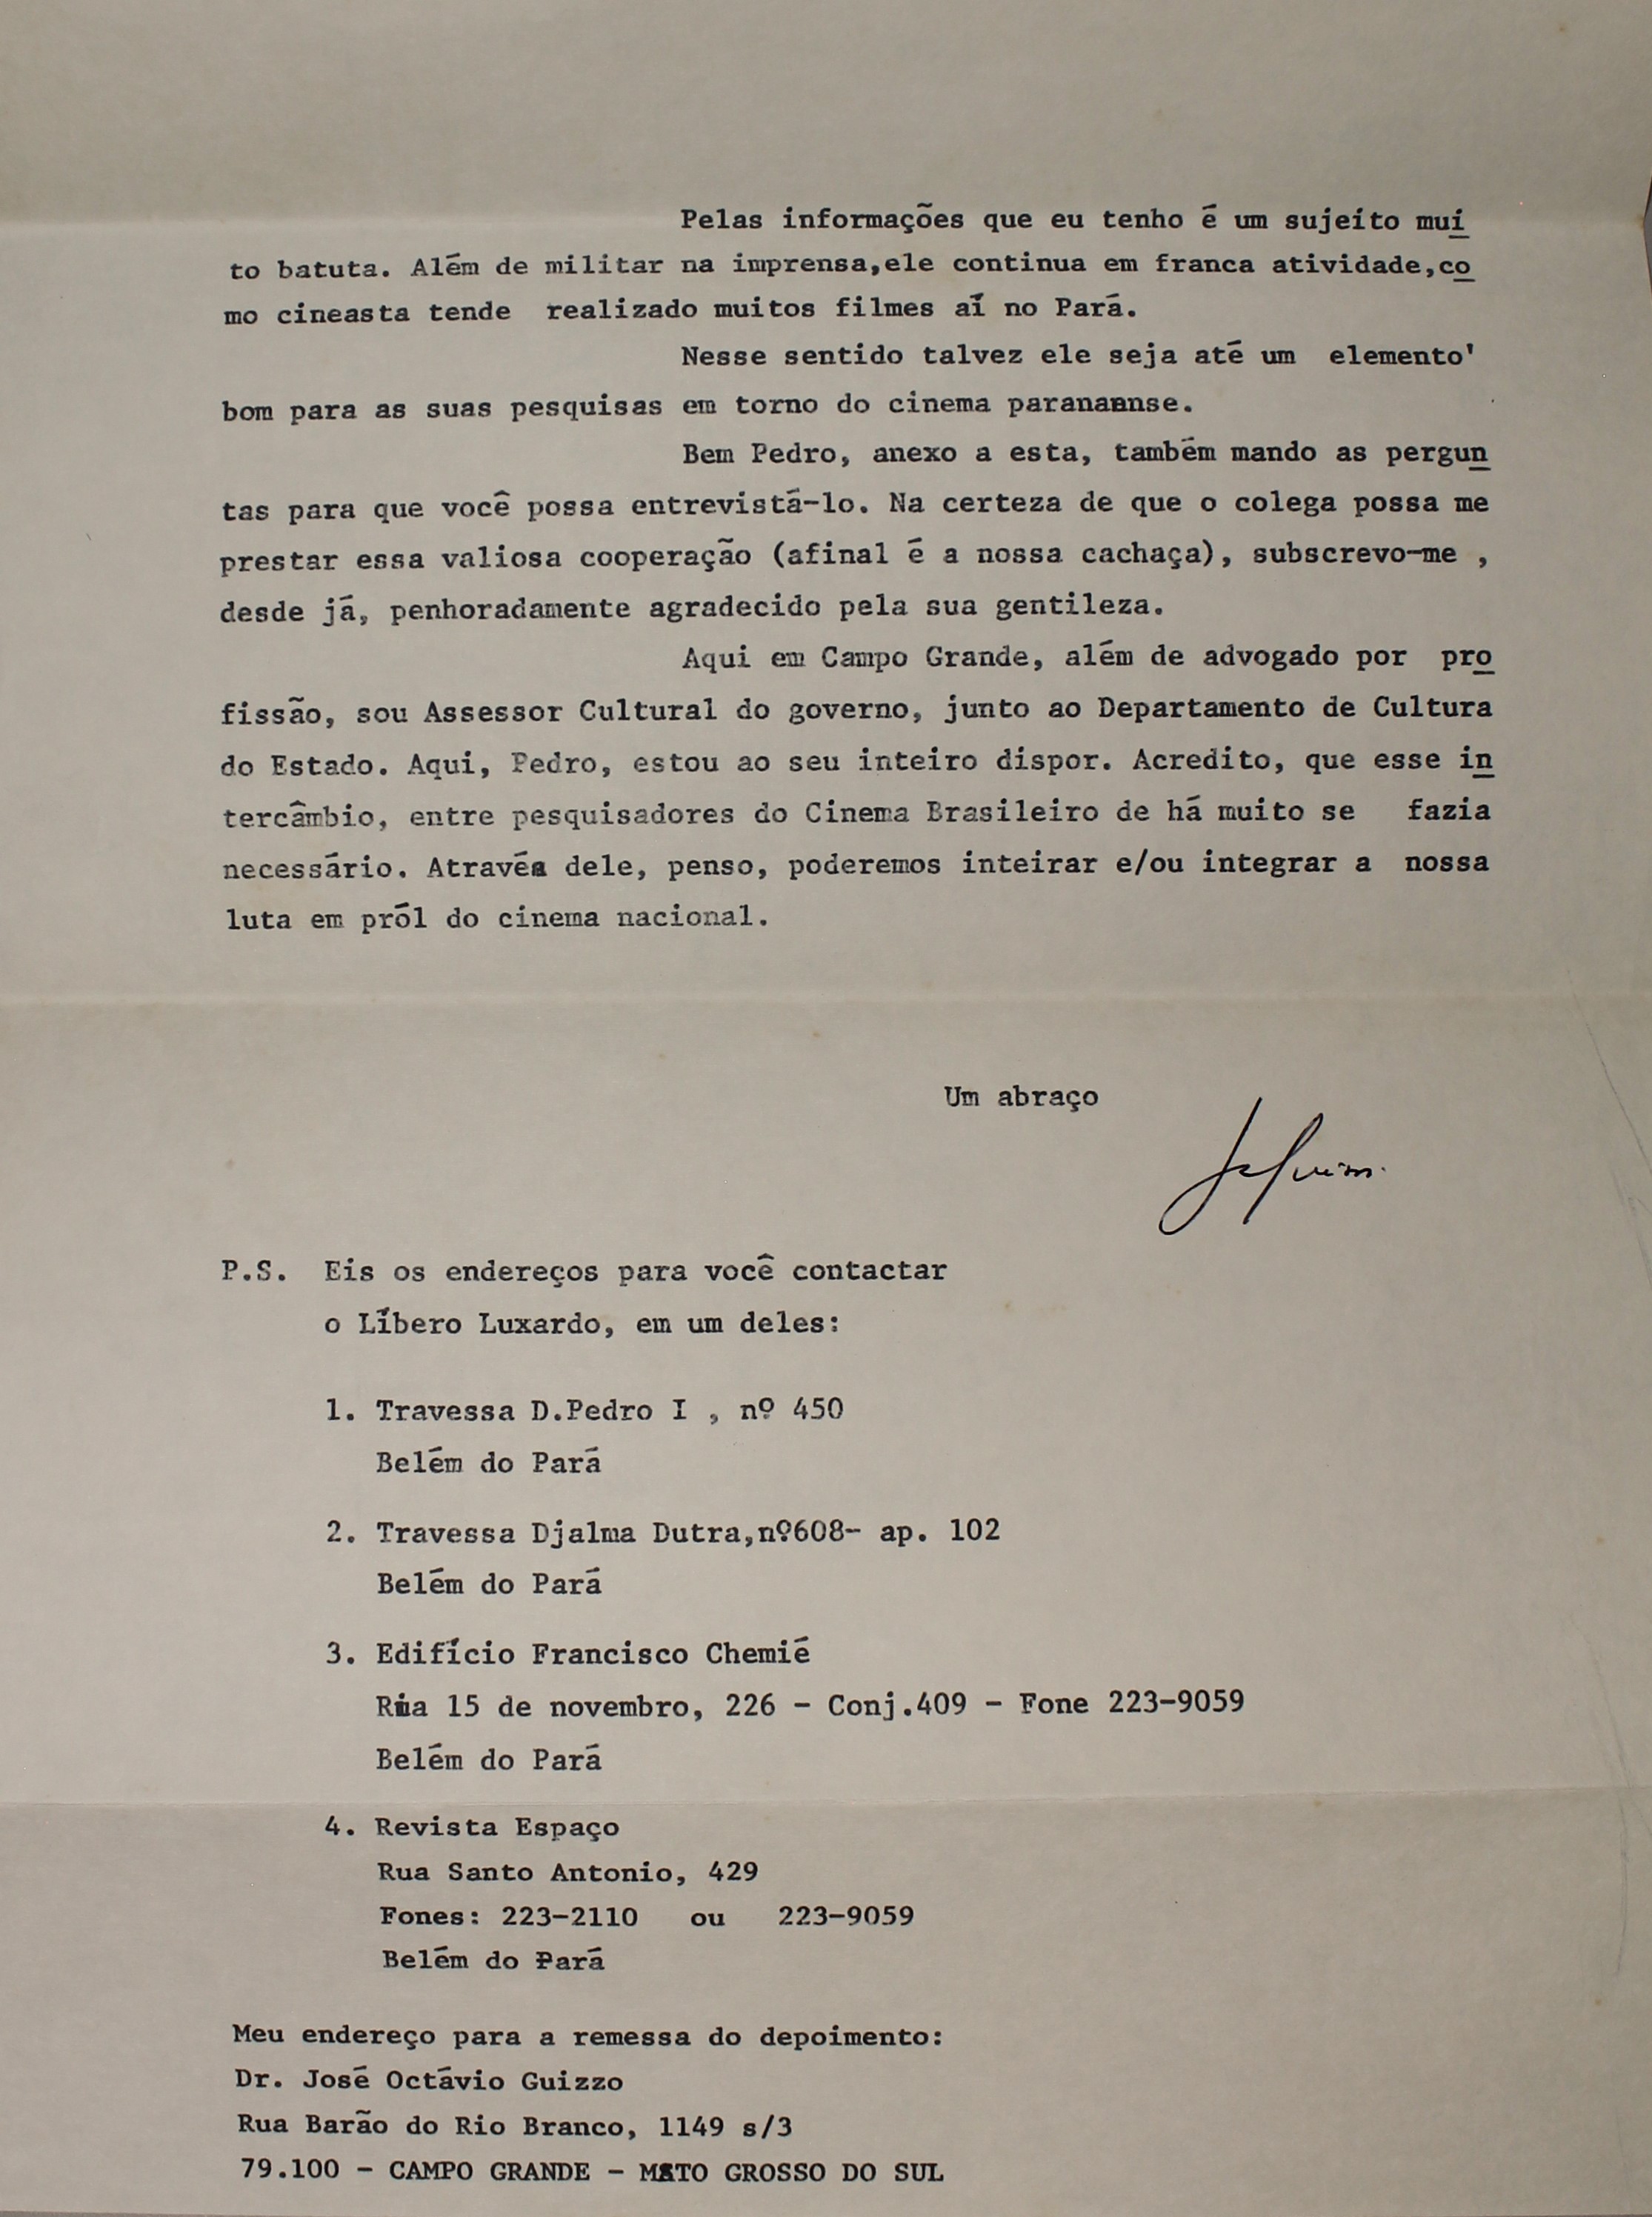 Pelas informações que eu tenho é um sujeito mui
to batuta. Além de militar na imprensa,ele continua em franca atividade,co
mo cineasta tende realizado muitos filmes aí no Pará.
Nesse sentido talvez ele seja até um elemento'
bom para as suas pesquisas em torno do cinema paranaense.
Bem Pedro, anexo a esta, também mando as pergun
tas para que você possa entrevistá-lo. Na certeza de que o colega possa me
prestar essa valiosa cooperação (afinal é a nossa cachaça), subscrevo-me ,
desde já, penhoradamente agradecido pela sua gentileza.
Aqui em Campo Grande, além de advogado por pro
fissão, sou Assessor Cultural do governo, junto ao Departamento de Cultura
do Estado. Aqui, Pedro, estou ao seu inteiro dispor. Acredito, que esse in
tercâmbio, entre pesquisadores do Cinema Brasileiro de há muito se fazia
necessário. Através dele, penso, poderemos inteirar e/ou integrar a nossa
luta em pról do cinema nacional.
Um abraço
P.S. Eis os endereços para você contactar
o Líbero Luxardo, em um deles:
1. Travessa D.Pedro I , nº 450
Belém do Pará
2. Travessa Djalma Dutra,nº608- ap. 102
Belém do Pará
3. Edifício Francisco Chemié
Rua 15 de novembro, 226 - Conj.409 - Fone 223-9059
Belém do Pará
4. Revista Espaço
Rua Santo Antonio, 429
Fones: 223-2110 ou 223-9059
Belém do Pará
Meu endereço para a remessa do depoimento:
Dr. José Octávio Guizzo
Rua Barão do Rio Branco, 1149 s/3
79.100 - CAMPO GRANDE - MATO GROSSO DO SUL